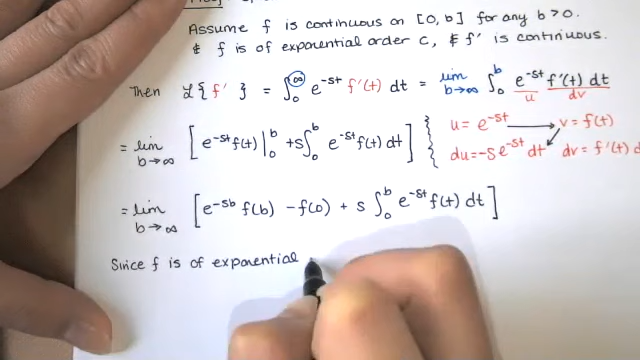 Assume f is continuous on [0, b] for any b > 0.
& f is of exponential order c, & f' is continuous.
Then ℒ{ f' } = ∫₀^∞ e^{-st} f'(t) dt = lim_{b→∞} ∫₀^b e^{-st} f'(t) dt
u dv
= lim_{b→∞} [ e^{-st} f(t) |₀^b + s ∫₀^b e^{-st} f(t) dt ]
u = e^{-st} → v = f(t)
du = -s e^{-st} dt dv = f'(t) d
= lim_{b→∞} [ e^{-sb} f(b) - f(0) + s ∫₀^b e^{-st} f(t) dt ]
Since f is of exponential